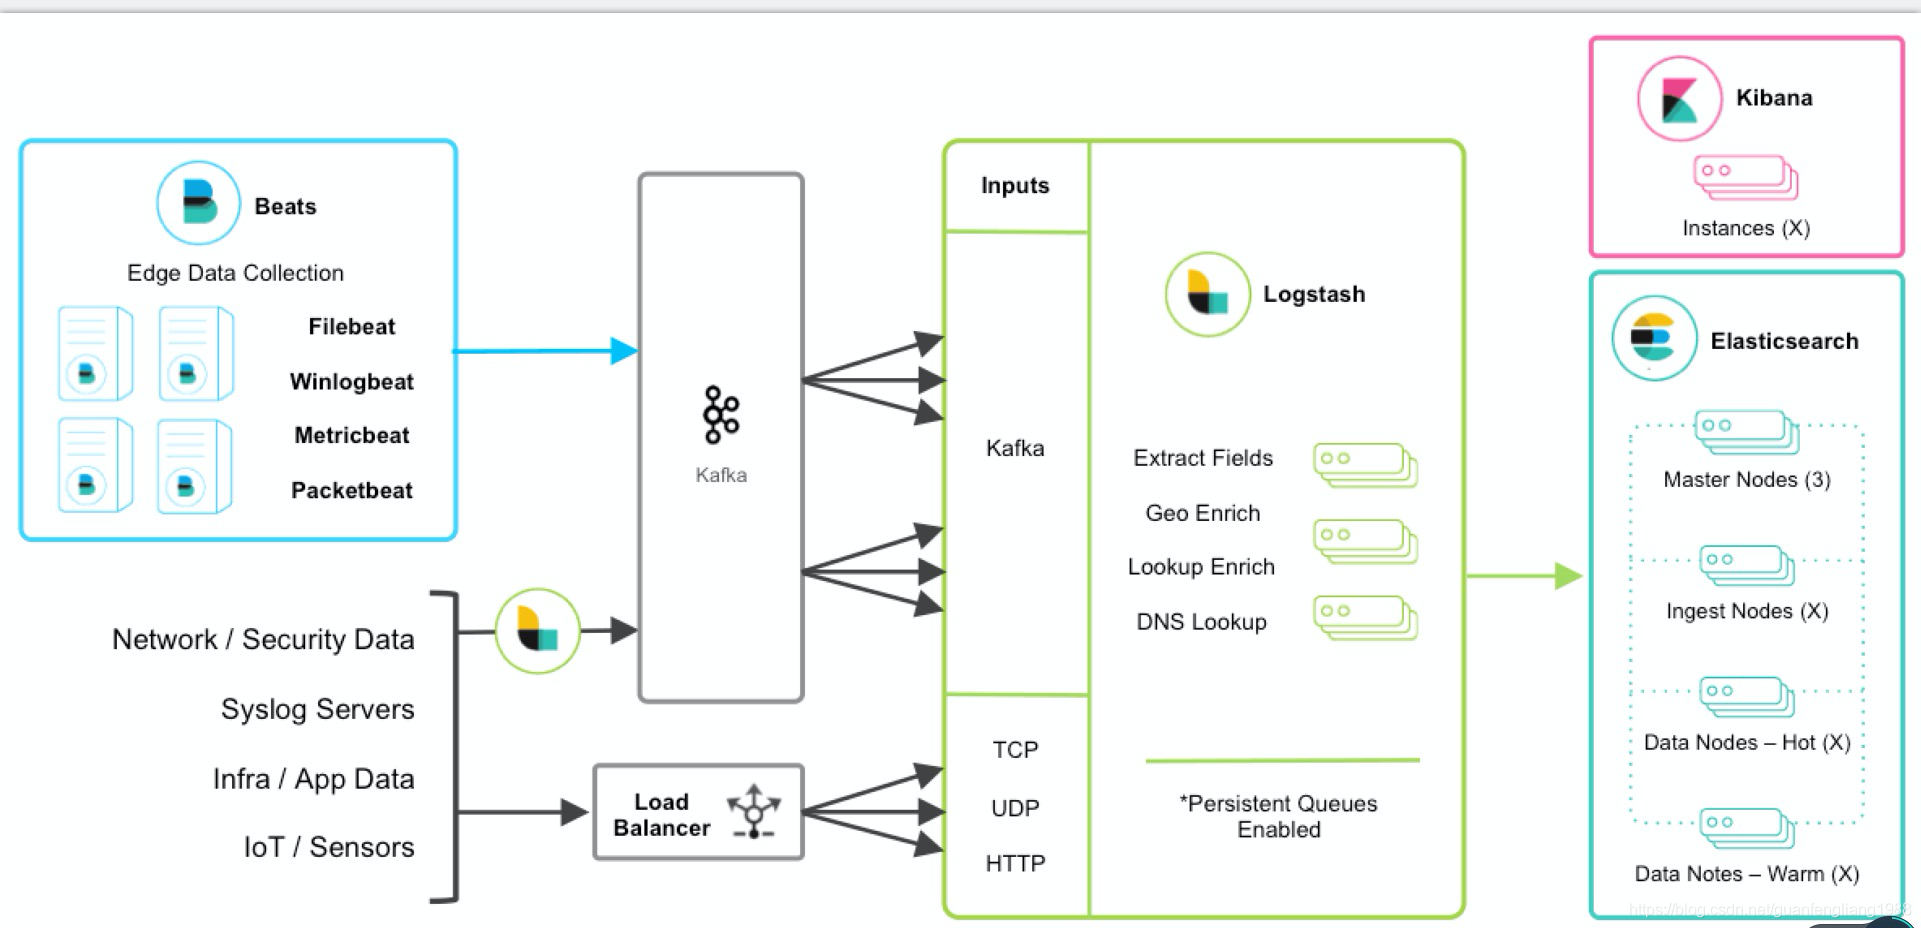 Beats
Edge Data Collection
Filebeat
Winlogbeat
Metricbeat
Packetbeat
Network / Security Data
Syslog Servers
Infra / App Data
IoT / Sensors
Kafka
Load
Balancer
Inputs
Kafka
TCP
UDP
HTTP
Logstash
Extract Fields
Geo Enrich
Lookup Enrich
DNS Lookup
*Persistent Queues
Enabled
Kibana
Instances (X)
Elasticsearch
Master Nodes (3)
Ingest Nodes (X)
Data Nodes – Hot (X)
Data Notes – Warm (X)
https://blog.csdn.net/guanfengliang1988